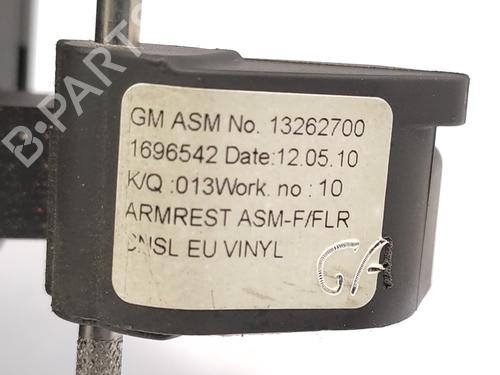 GM ASM No. 13262700
1696542 Date:12.05.10
K/Q :013Work. no : 10
ARMREST ASM-F/FLR
CNSL EU VINYL
GA
B-PARTS